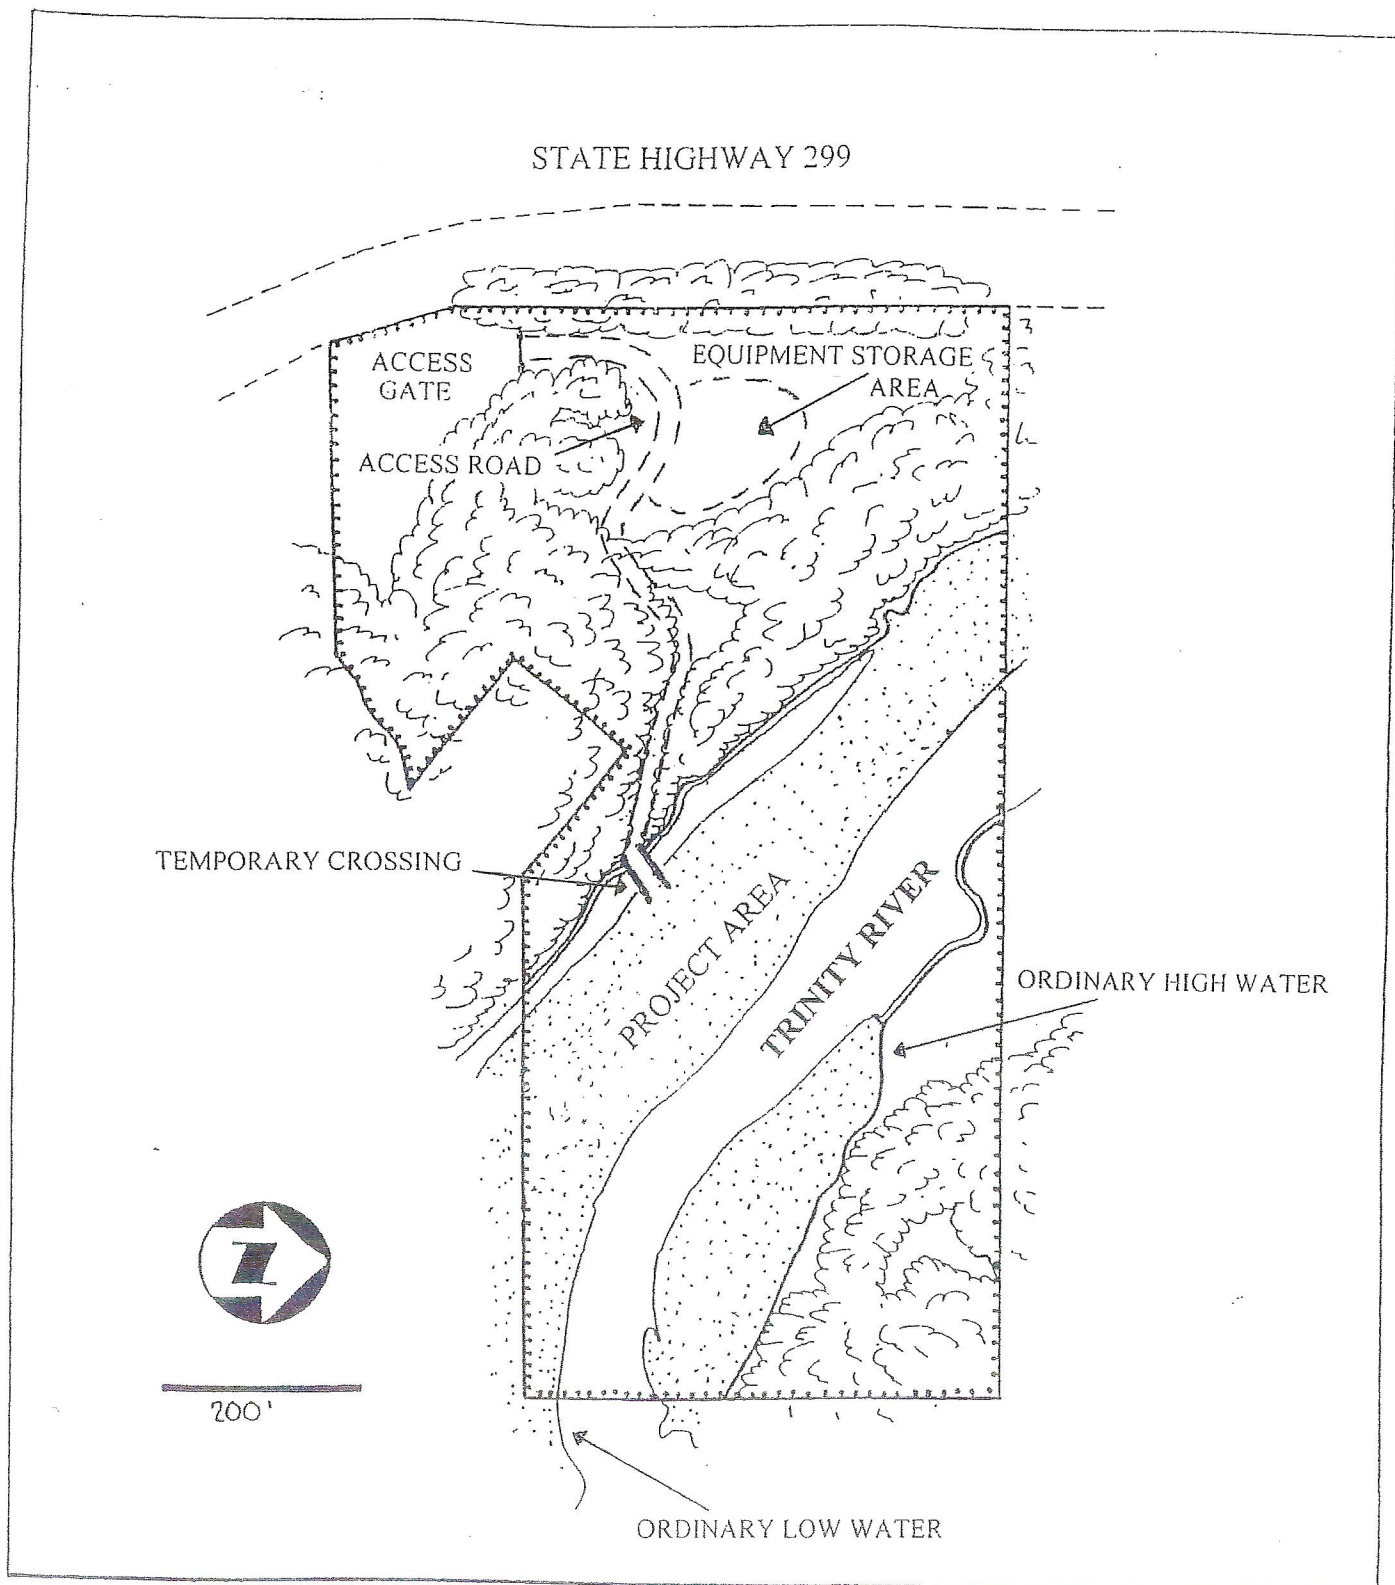 STATE HIGHWAY 299
ACCESS
GATE
EQUIPMENT STORAGE
AREA
ACCESS ROAD
TEMPORARY CROSSING
PROJECT AREA
TRINITY RIVER
ORDINARY HIGH WATER
N
200'
ORDINARY LOW WATER